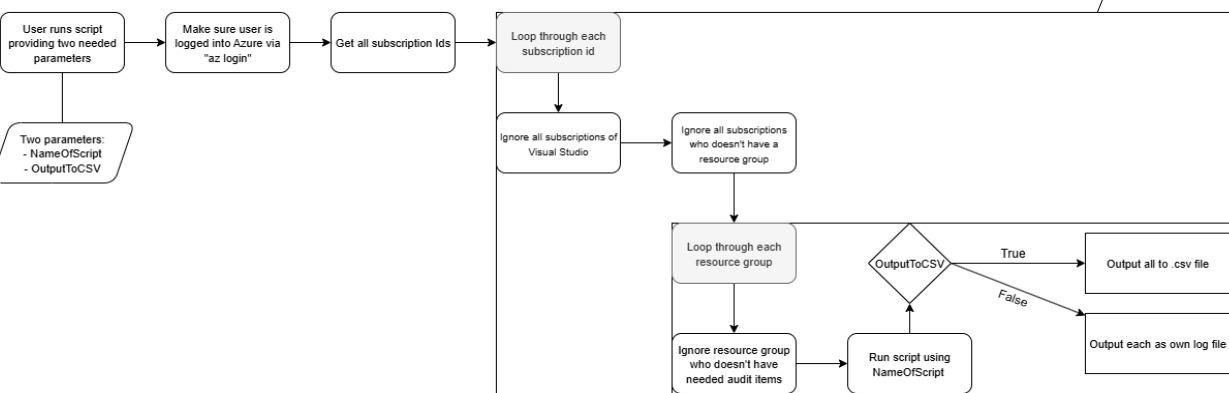 User runs script
providing two needed
parameters
Make sure user is
logged into Azure via
"az login"
Get all subscription Ids
Loop through each
subscription id
Two parameters:
- NameOfScript
- OutputToCSV
Ignore all subscriptions of
Visual Studio
Ignore all subscriptions
who doesn't have a
resource group
Loop through each
resource group
OutputToCSV
True
Output all to .csv file
False
Output each as own log file
Ignore resource group
who doesn't have
needed audit items
Run script using
NameOfScript